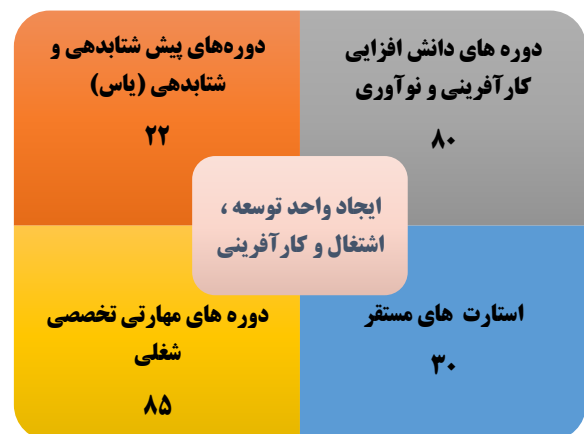 دوره های دانش افزایی
کارآفرینی و نوآوری
۸۰
دوره‌های پیش شتابدهی و
شتابدهی (یاس)
۲۲
ایجاد واحد توسعه ،
اشتغال و کارآفرینی
استارت های مستقر
۳۰
دوره های مهارتی تخصصی
شغلی
۸۵